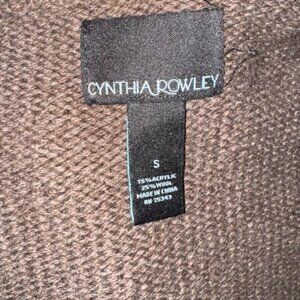 CYNTHIA ROWLEY
S
75% ACRYLIC
25% WOOL
MADE IN CHINA
RN 75343